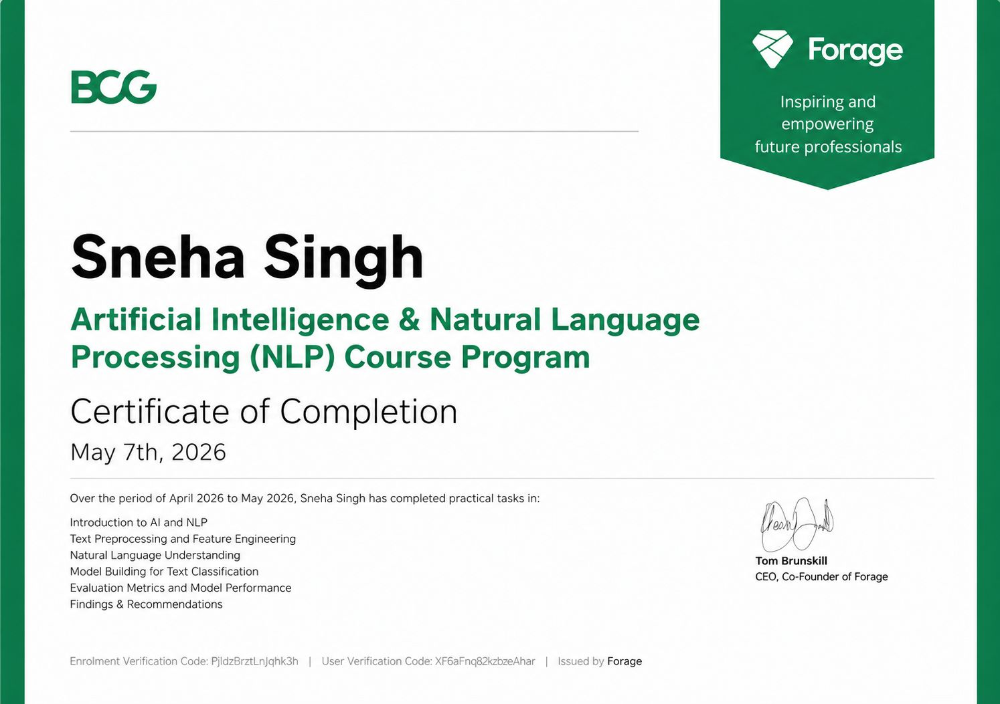 BCG
Forage
Inspiring and
empowering
future professionals
Sneha Singh
Artificial Intelligence & Natural Language
Processing (NLP) Course Program
Certificate of Completion
May 7th, 2026
Over the period of April 2026 to May 2026, Sneha Singh has completed practical tasks in:
Introduction to AI and NLP
Text Preprocessing and Feature Engineering
Natural Language Understanding
Model Building for Text Classification
Evaluation Metrics and Model Performance
Findings & Recommendations
Tom Brunskill
CEO, Co-Founder of Forage
Enrolment Verification Code: PjldzBrztLnJqhk3h | User Verification Code: XF6aFnq82kzbzeAhar | Issued by Forage